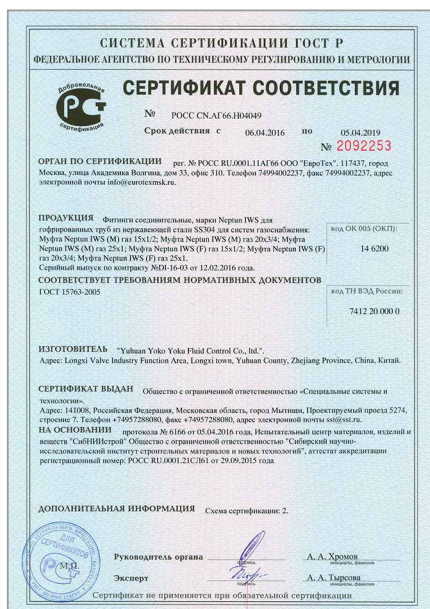 СИСТЕМА СЕРТИФИКАЦИИ ГОСТ Р
ФЕДЕРАЛЬНОЕ АГЕНТСТВО ПО ТЕХНИЧЕСКОМУ РЕГУЛИРОВАНИЮ И МЕТРОЛОГИИ
Добровольная
сертификация
СЕРТИФИКАТ СООТВЕТСТВИЯ
№ РОСС CN.АГ66.Н04049
Срок действия с 06.04.2016 по 05.04.2019
№ 2092253
ОРГАН ПО СЕРТИФИКАЦИИ рег. № РОСС RU.0001.11АГ66 ООО "ЕвроТех". 117437, город
Москва, улица Академика Волгина, дом 33, офис 310. Телефон 74994002237, факс 74994002237, адрес
электронной почты info@eurotexmsk.ru.
ПРОДУКЦИЯ Фитинги соединительные, марки Neptun IWS для
гофрированных труб из нержавеющей стали SS304 для систем газоснабжения:
Муфта Neptun IWS (M) газ 15x1/2; Муфта Neptun IWS (M) газ 20x3/4; Муфта
Neptun IWS (M) газ 25x1; Муфта Neptun IWS (F) газ 15x1/2; Муфта Neptun IWS (F)
газ 20x3/4; Муфта Neptun IWS (F) газ 25x1.
Серийный выпуск по контракту №DI-16-03 от 12.02.2016 года.
код ОК 005 (ОКП):
14 6200
СООТВЕТСТВУЕТ ТРЕБОВАНИЯМ НОРМАТИВНЫХ ДОКУМЕНТОВ
ГОСТ 15763-2005
код ТН ВЭД России:
7412 20 000 0
ИЗГОТОВИТЕЛЬ "Yuhuan Yoko Yoku Fluid Control Co., ltd.".
Адрес: Longxi Valve Industry Function Area, Longxi town, Yuhuan County, Zhejiang Province, China, Китай.
СЕРТИФИКАТ ВЫДАН Общество с ограниченной ответственностью «Специальные системы и
технологии».
Адрес: 141008, Российская Федерация, Московская область, город Мытищи, Проектируемый проезд 5274,
строение 7. Телефон +74957288080, факс +74957288080, адрес электронной почты sst@sst.ru.
НА ОСНОВАНИИ протокола № 6166 от 05.04.2016 года, Испытательный центр материалов, изделий и
веществ "СибНИИстрой" Общество с ограниченной ответственностью "Сибирский научно-
исследовательский институт строительных материалов и новых технологий", аттестат аккредитации
регистрационный номер: РОСС RU.0001.21СЛ61 от 29.09.2015 года
ДОПОЛНИТЕЛЬНАЯ ИНФОРМАЦИЯ Схема сертификации: 2.
ДЛЯ
СЕРТИФИКАТОВ
М.П.
Руководитель органа А. А. Хромов
подпись инициалы, фамилия
Эксперт А. А. Тырсова
подпись инициалы, фамилия
Сертификат не применяется при обязательной сертификации